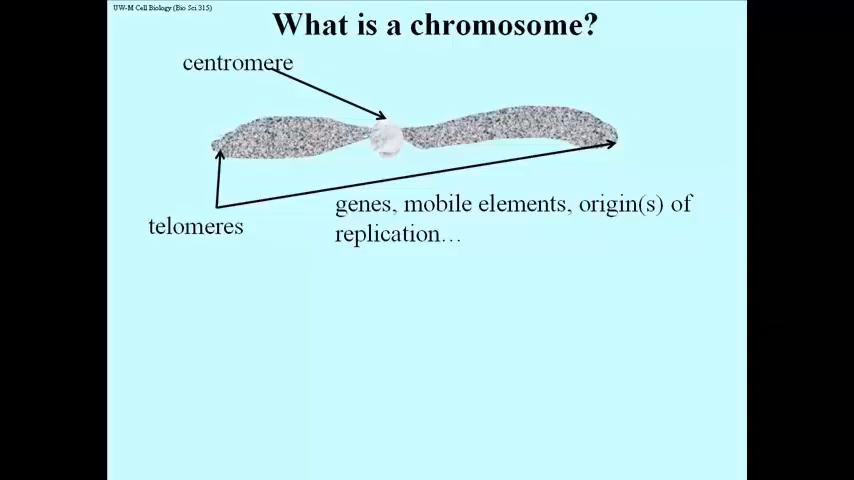 UW-M Cell Biology (Bio Sci 315)
What is a chromosome?
centromere
genes, mobile elements, origin(s) of
replication…
telomeres